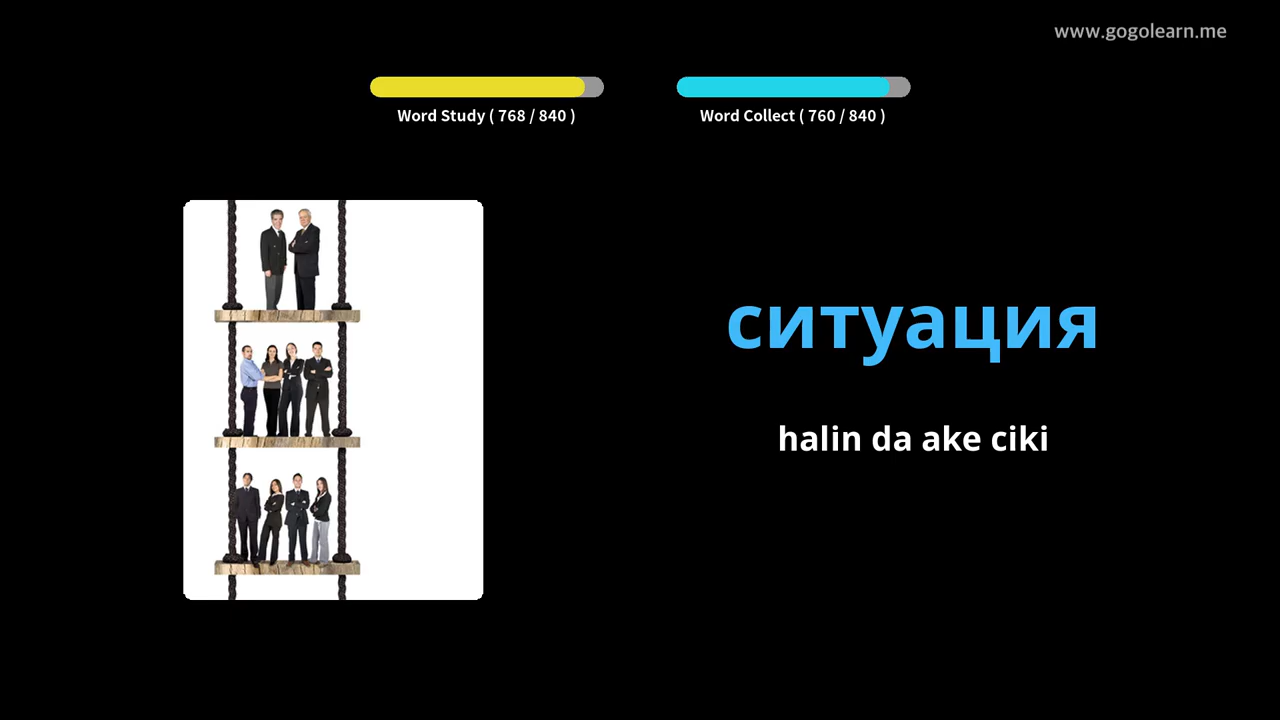 www.gogolearn.me
Word Study ( 768 / 840 )
Word Collect ( 760 / 840 )
ситуация
halin da ake ciki